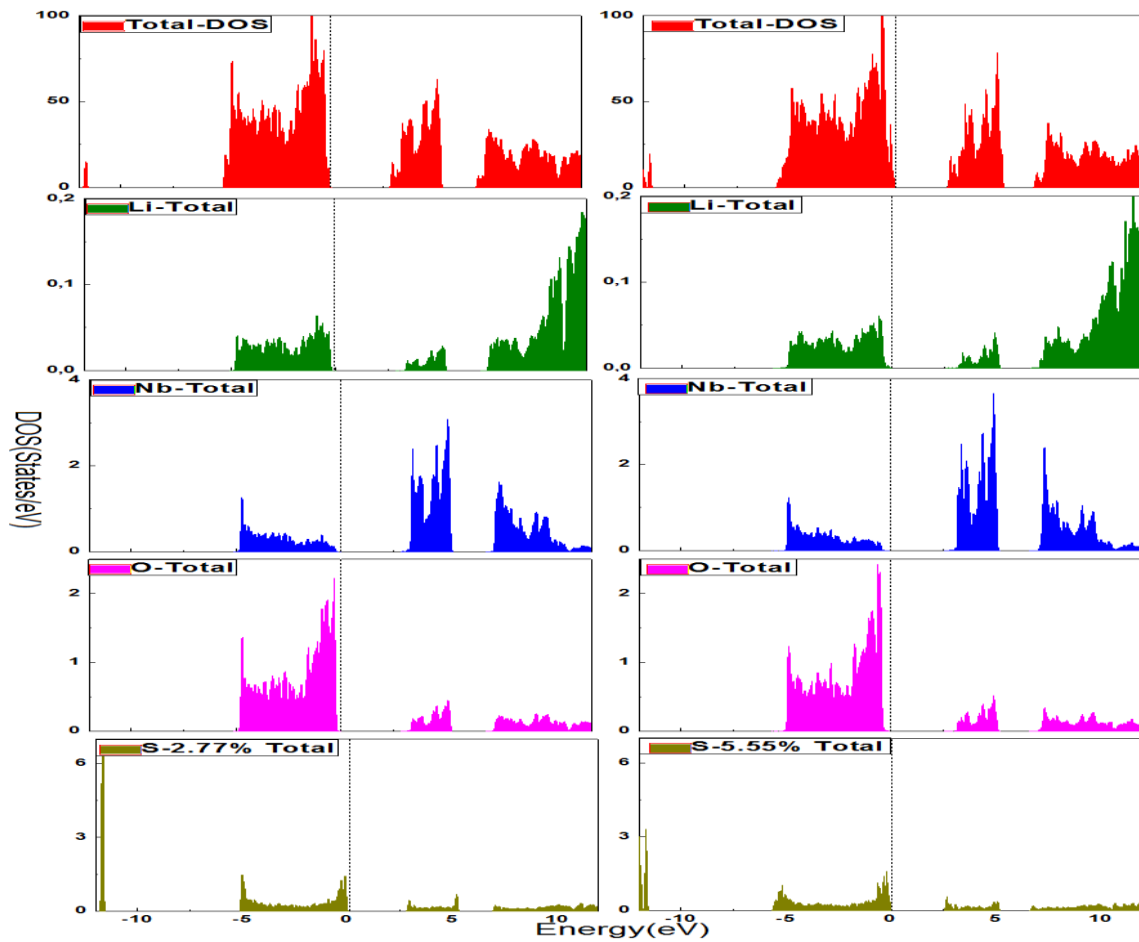 Total-DOS
100
50
0
Li-Total
0,2
0,1
0,0
Nb-Total
4
2
0
O-Total
2
1
0
S-2.77% Total
6
3
0
-10 -5 0 5 10
Total-DOS
100
50
0
Li-Total
0,2
0,1
0,0
Nb-Total
4
2
0
O-Total
2
1
0
S-5.55% Total
6
3
0
-10 -5 0 5 10
DOS(States/eV)
Energy(eV)